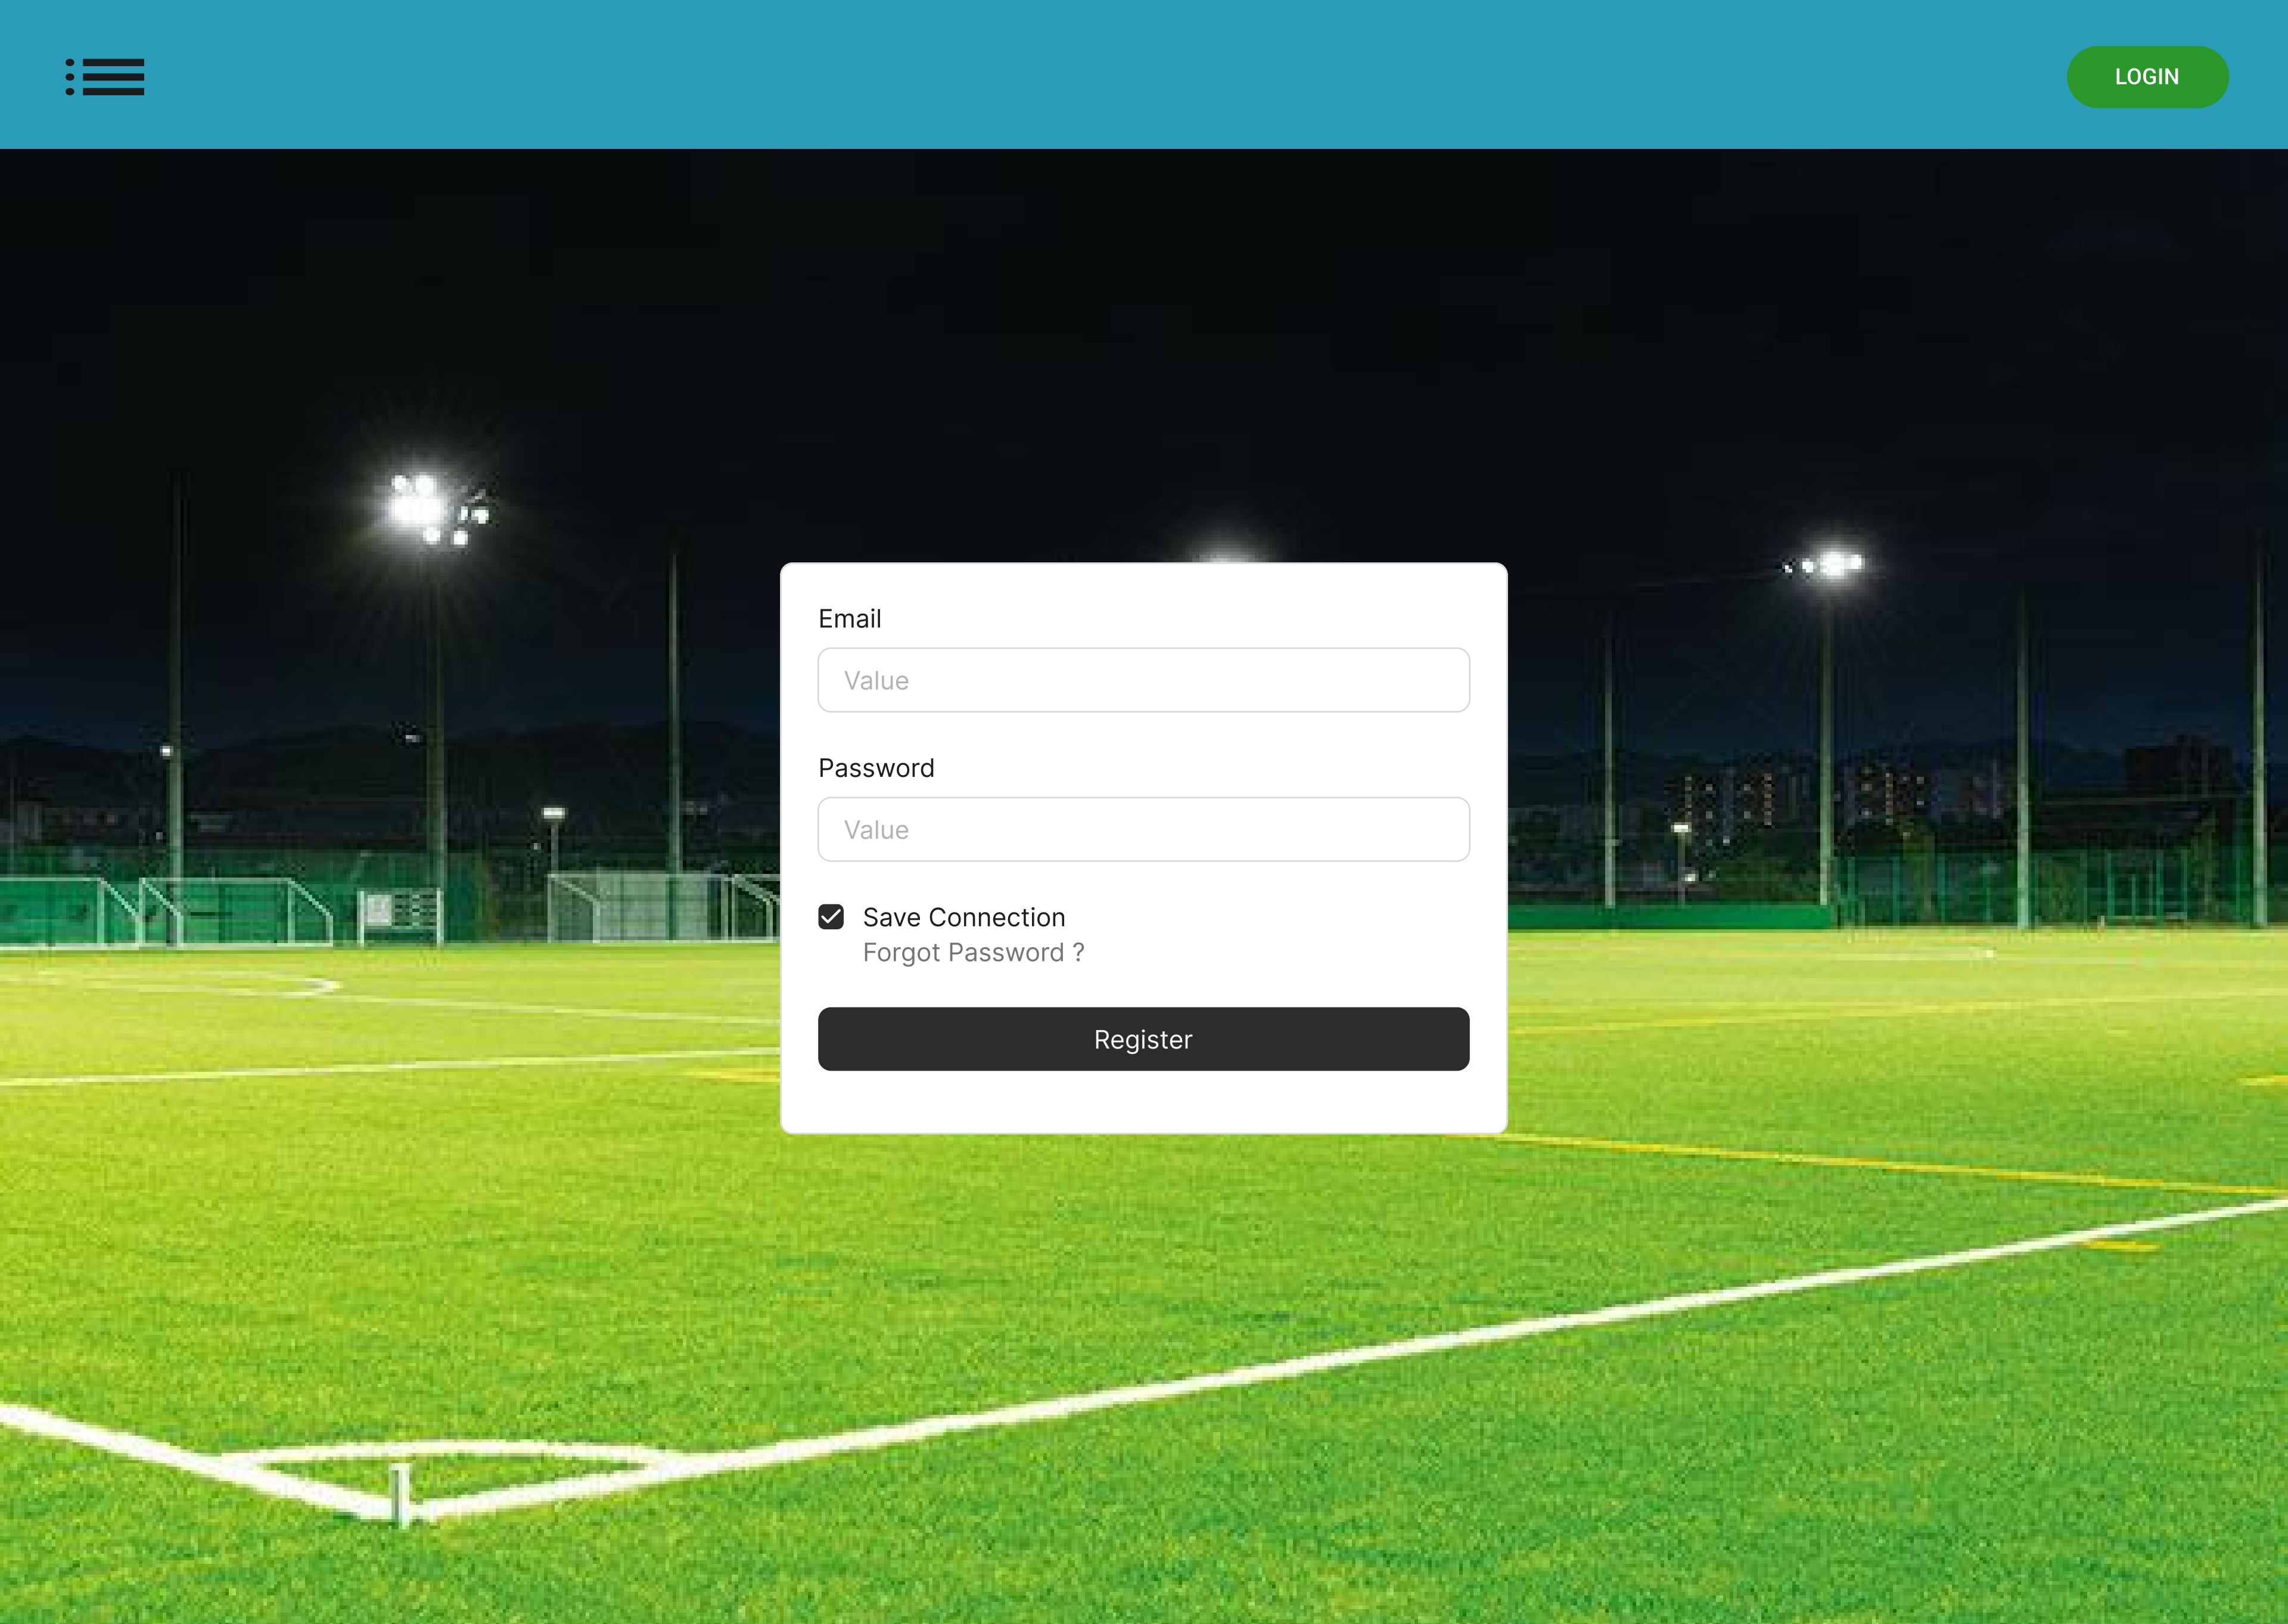 LOGIN
Email
Value
Password
Value
Save Connection
Forgot Password ?
Register